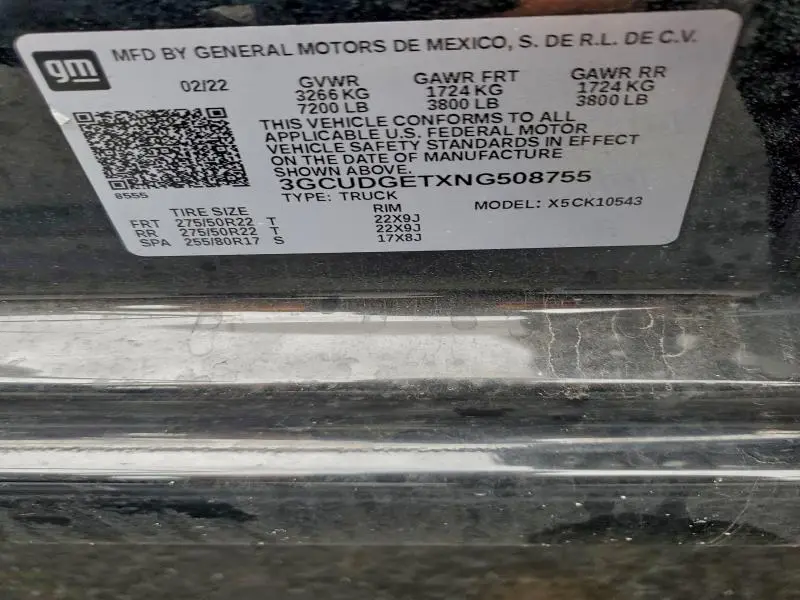 gm
MFD BY GENERAL MOTORS DE MEXICO, S. DE R.L. DE C.V.
02/22 GVWR GAWR FRT GAWR RR
3266 KG 1724 KG 1724 KG
7200 LB 3800 LB 3800 LB
THIS VEHICLE CONFORMS TO ALL
APPLICABLE U.S. FEDERAL MOTOR
VEHICLE SAFETY STANDARDS IN EFFECT
ON THE DATE OF MANUFACTURE
SHOWN ABOVE.
3GCUDGETXNG508755
8555
TYPE: TRUCK MODEL: X5CK10543
TIRE SIZE RIM
FRT 275/50R22 T 22X9J
RR 275/50R22 T 22X9J
SPA 255/80R17 S 17X8J